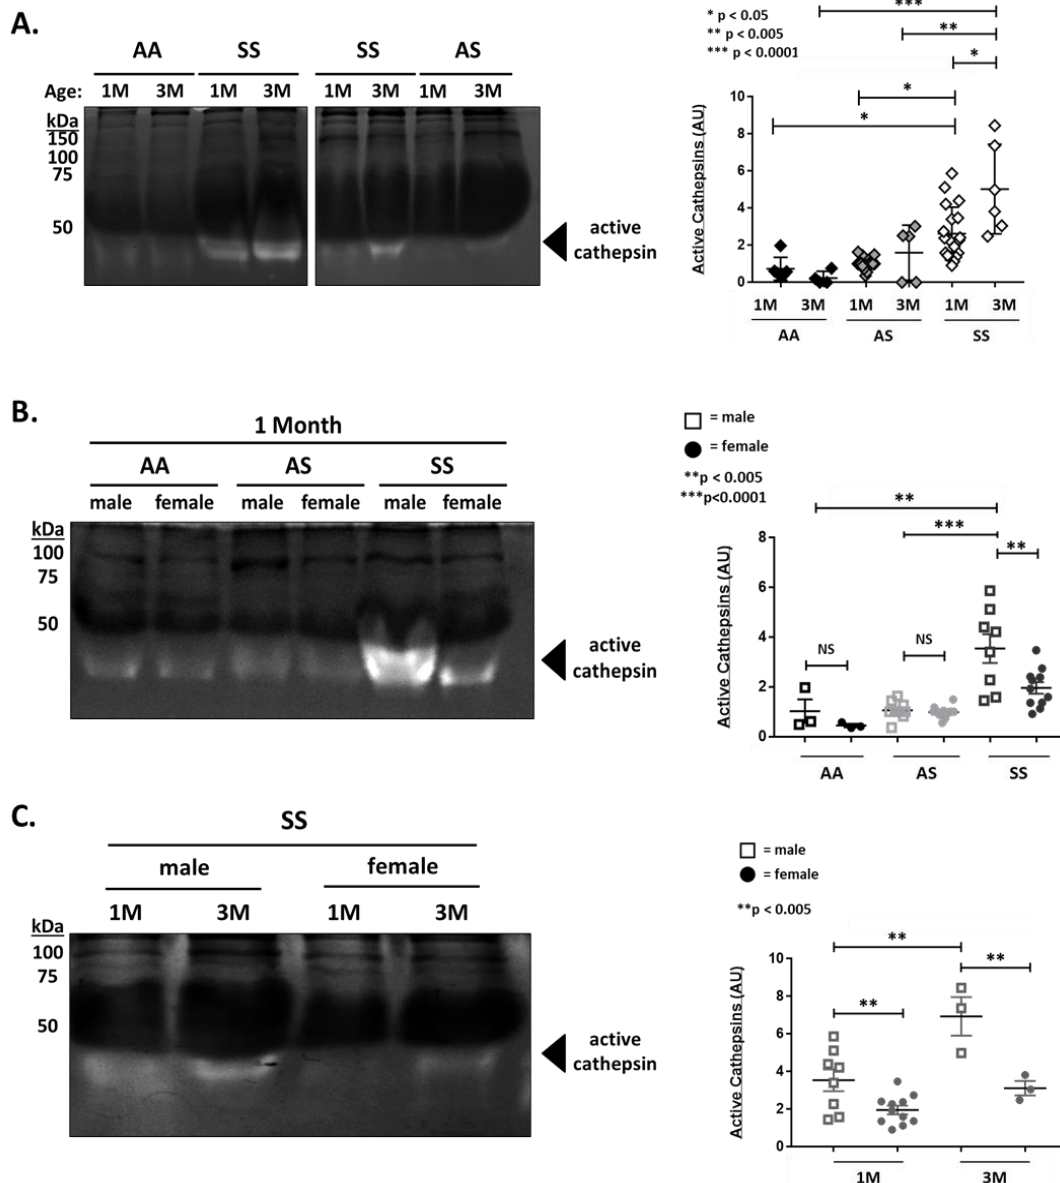 A.
AA SS SS AS
Age: 1M 3M 1M 3M 1M 3M 1M 3M
kDa
150
100
75
50
active
cathepsin
* p < 0.05
** p < 0.005
*** p < 0.0001
***
**
*
*
*
Active Cathepsins (AU)
10
8
6
4
2
0
1M 3M 1M 3M 1M 3M
AA AS SS
B.
1 Month
AA AS SS
male female male female male female
kDa
100
75
50
active
cathepsin
= male
= female
**p < 0.005
***p<0.0001
**
***
**
NS
NS
Active Cathepsins (AU)
8
6
4
2
0
AA AS SS
C.
SS
male female
1M 3M 1M 3M
kDa
100
75
50
active
cathepsin
= male
= female
**p < 0.005
**
**
**
Active Cathepsins (AU)
10
8
6
4
2
0
1M 3M